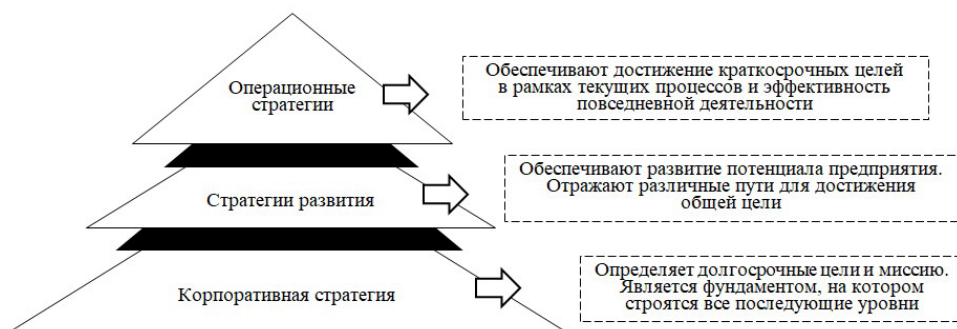 Операционные
стратегии
Обеспечивают достижение краткосрочных целей
в рамках текущих процессов и эффективность
повседневной деятельности
Стратегии развития
Обеспечивают развитие потенциала предприятия.
Отражают различные пути для достижения
общей цели
Корпоративная стратегия
Определяет долгосрочные цели и миссию.
Является фундаментом, на котором
строятся все последующие уровни